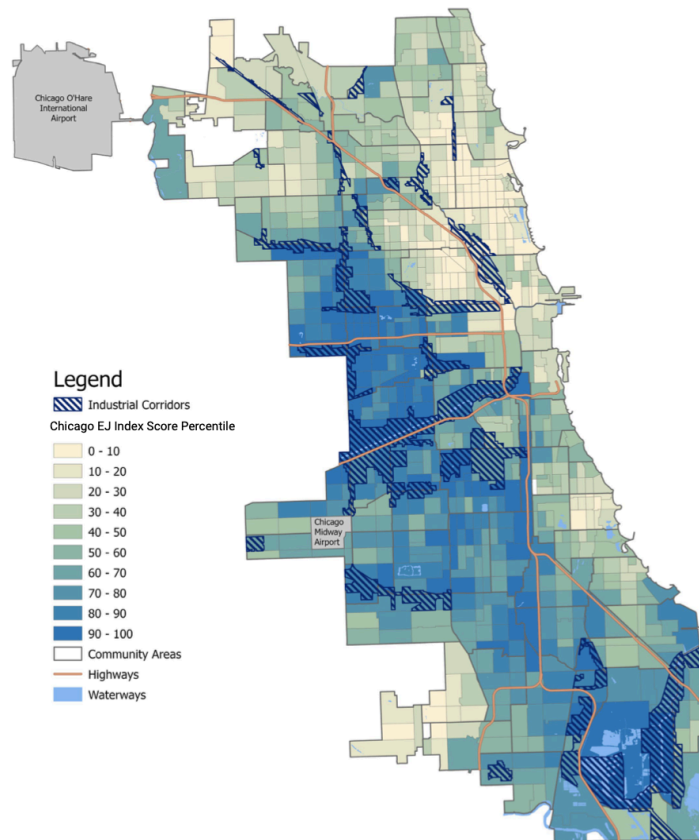 Chicago O'Hare
International
Airport
Legend
Industrial Corridors
Chicago EJ Index Score Percentile
0 - 10
10 - 20
20 - 30
30 - 40
40 - 50
50 - 60
60 - 70
70 - 80
80 - 90
90 - 100
Community Areas
Highways
Waterways
Chicago
Midway
Airport